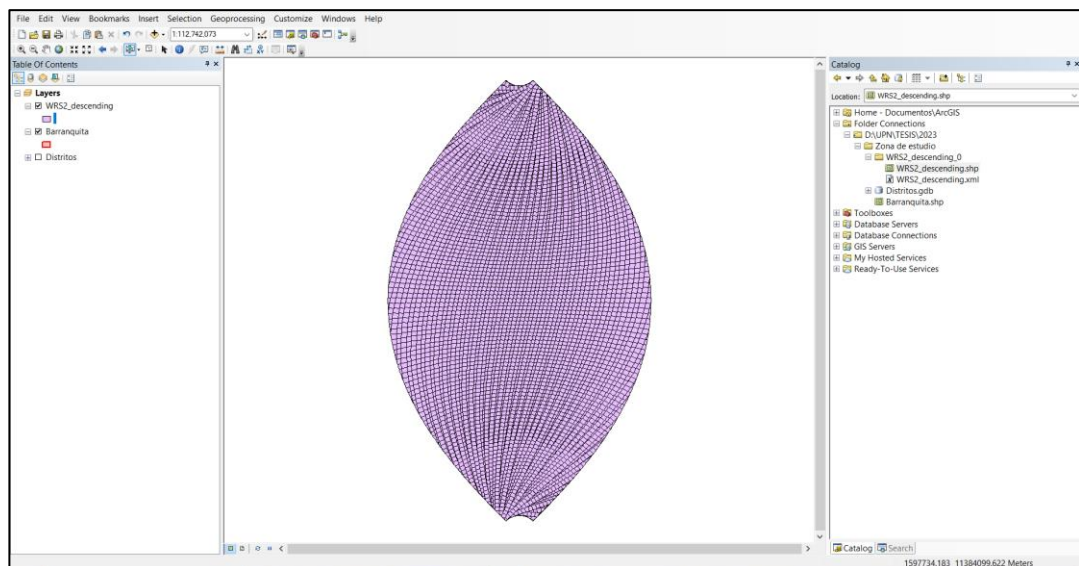 File Edit View Bookmarks Insert Selection Geoprocessing Customize Windows Help
1:112.742.073
Table Of Contents
Layers
WRS2_descending
Barranquita
Distritos
Catalog
Location: WRS2_descending.shp
Home - Documentos\ArcGIS
Folder Connections
D:\UPN\TESIS\2023
Zona de estudio
WRS2_descending_0
WRS2_descending.shp
WRS2_descending.xml
Distritos.gdb
Barranquita.shp
Toolboxes
Database Servers
Database Connections
GIS Servers
My Hosted Services
Ready-To-Use Services
Catalog Search
1597734,183 11384099,622 Meters